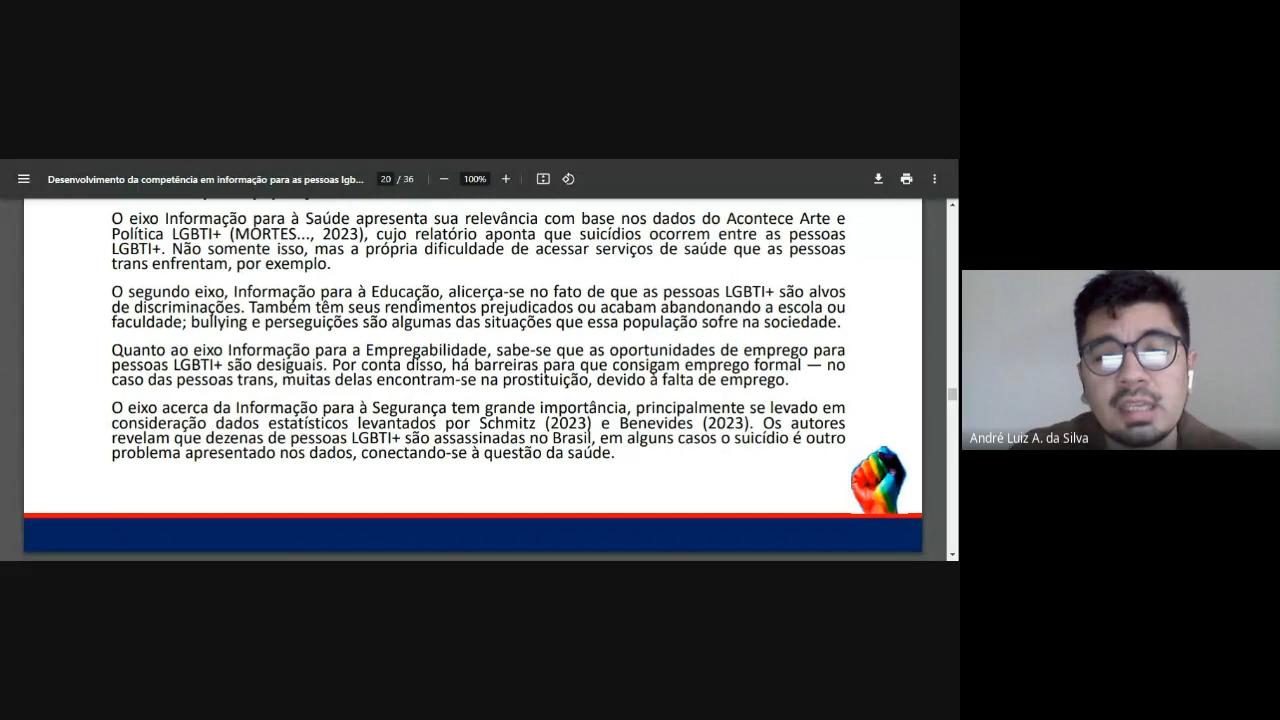 Desenvolvimento da competência em informação para as pessoas lgb... 20 / 36 100%
O eixo Informação para à Saúde apresenta sua relevância com base nos dados do Acontece Arte e
Política LGBTI+ (MORTES..., 2023), cujo relatório aponta que suicídios ocorrem entre as pessoas
LGBTI+. Não somente isso, mas a própria dificuldade de acessar serviços de saúde que as pessoas
trans enfrentam, por exemplo.
O segundo eixo, Informação para à Educação, alicerça-se no fato de que as pessoas LGBTI+ são alvos
de discriminações. Também têm seus rendimentos prejudicados ou acabam abandonando a escola ou
faculdade; bullying e perseguições são algumas das situações que essa população sofre na sociedade.
Quanto ao eixo Informação para a Empregabilidade, sabe-se que as oportunidades de emprego para
pessoas LGBTI+ são desiguais. Por conta disso, há barreiras para que consigam emprego formal — no
caso das pessoas trans, muitas delas encontram-se na prostituição, devido à falta de emprego.
O eixo acerca da Informação para à Segurança tem grande importância, principalmente se levado em
consideração dados estatísticos levantados por Schmitz (2023) e Benevides (2023). Os autores
revelam que dezenas de pessoas LGBTI+ são assassinadas no Brasil, em alguns casos o suicídio é outro
problema apresentado nos dados, conectando-se à questão da saúde.
André Luiz A. da Silva